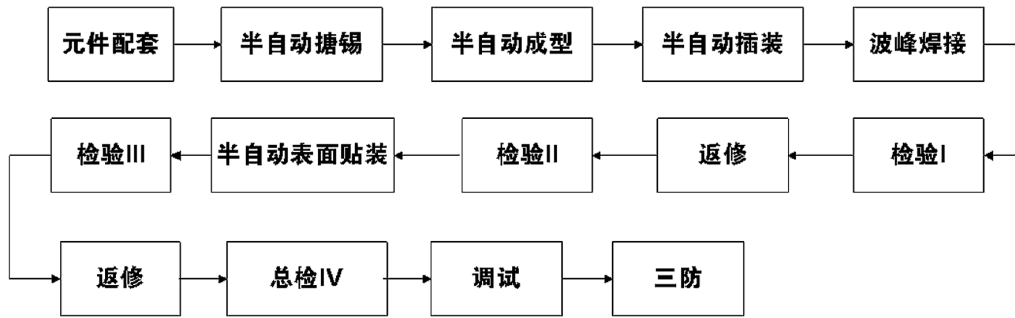 元件配套
半自动搪锡
半自动成型
半自动插装
波峰焊接
检验I
返修
检验II
半自动表面贴装
检验III
返修
总检IV
调试
三防